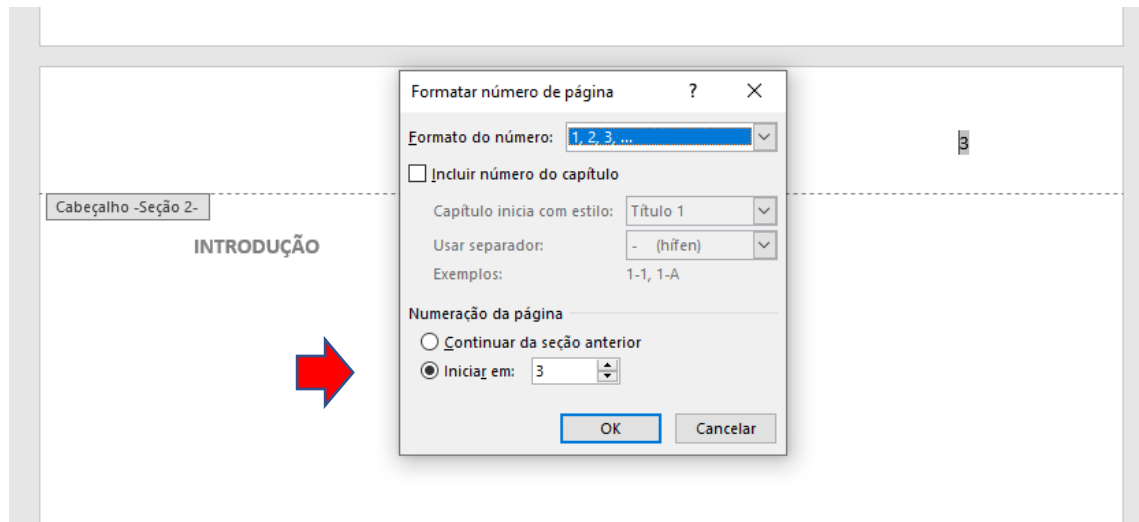 Formatar número de página ? X
Formato do número: 1, 2, 3, ...
3
Incluir número do capítulo
Cabeçalho -Seção 2-
Capítulo inicia com estilo: Título 1
INTRODUÇÃO
Usar separador: - (hífen)
Exemplos: 1-1, 1-A
Numeração da página
Continuar da seção anterior
Iniciar em: 3
OK Cancelar